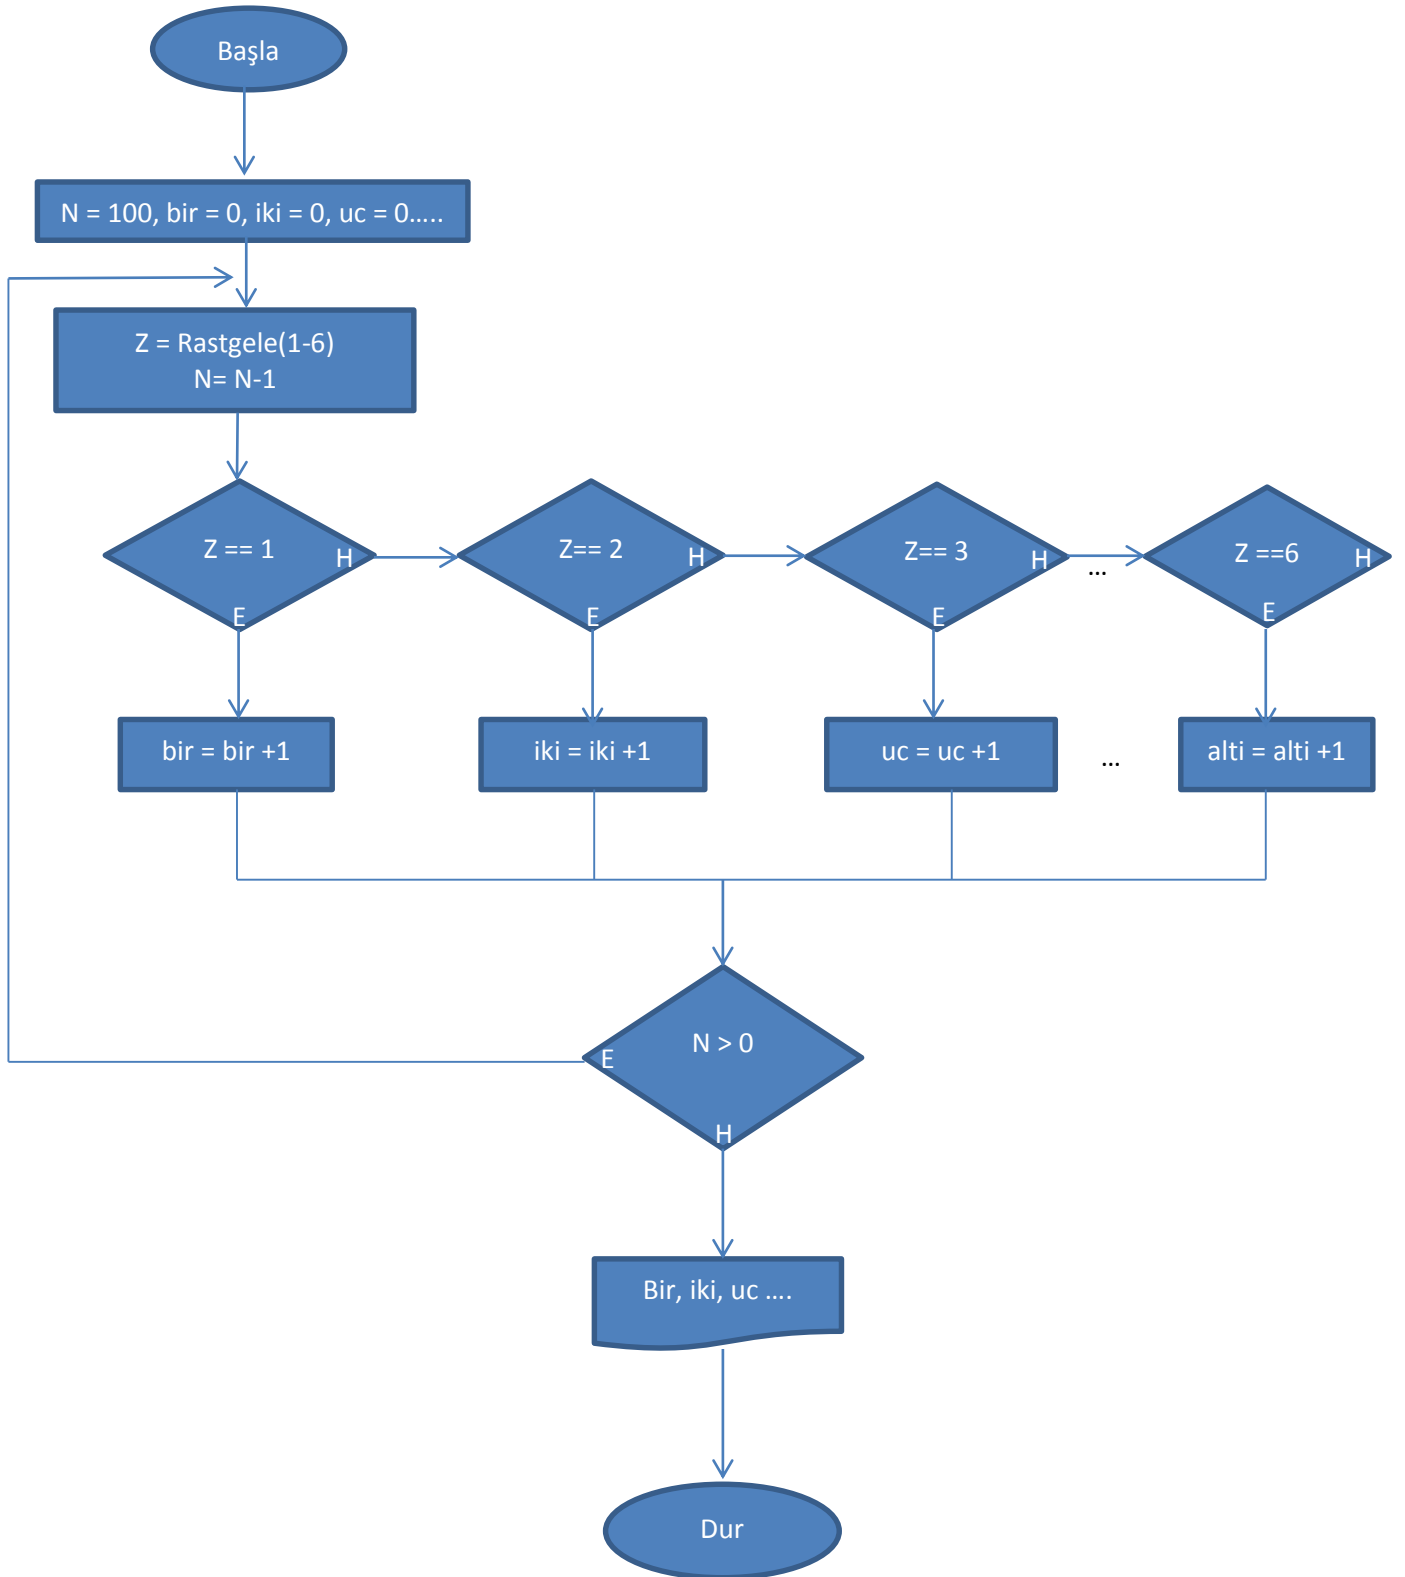 Başla
N = 100, bir = 0, iki = 0, uc = 0.....
Z = Rastgele(1-6)
N= N-1
Z == 1
H
E
Z== 2
H
E
Z== 3
H
E
...
Z ==6
H
E
bir = bir +1
iki = iki +1
uc = uc +1
...
alti = alti +1
N > 0
E
H
Bir, iki, uc ....
Dur